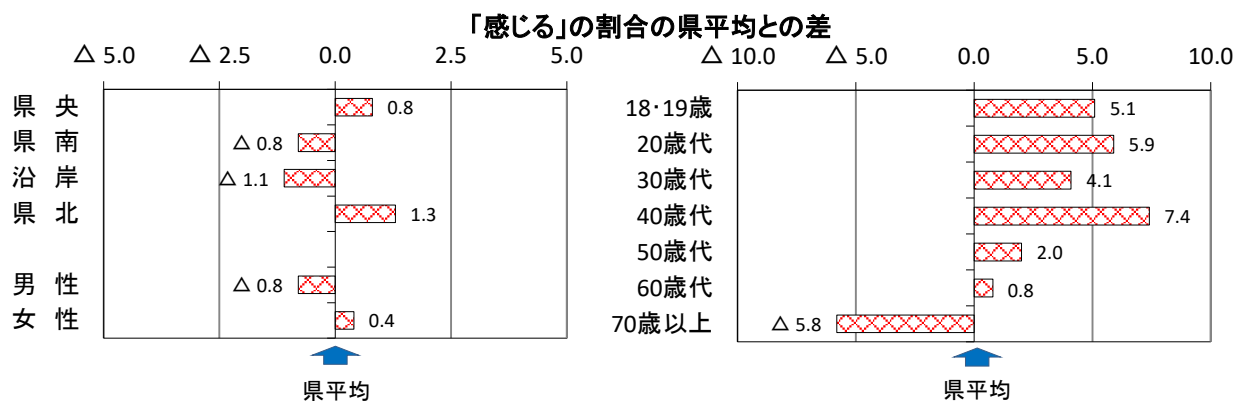 「感じる」の割合の県平均との差
△ 5.0 △ 2.5 0.0 2.5 5.0
県 央 0.8
県 南 △ 0.8
沿 岸 △ 1.1
県 北 1.3
男 性 △ 0.8
女 性 0.4
県平均
△ 10.0 △ 5.0 0.0 5.0 10.0
18･19歳 5.1
20歳代 5.9
30歳代 4.1
40歳代 7.4
50歳代 2.0
60歳代 0.8
70歳以上 △ 5.8
県平均